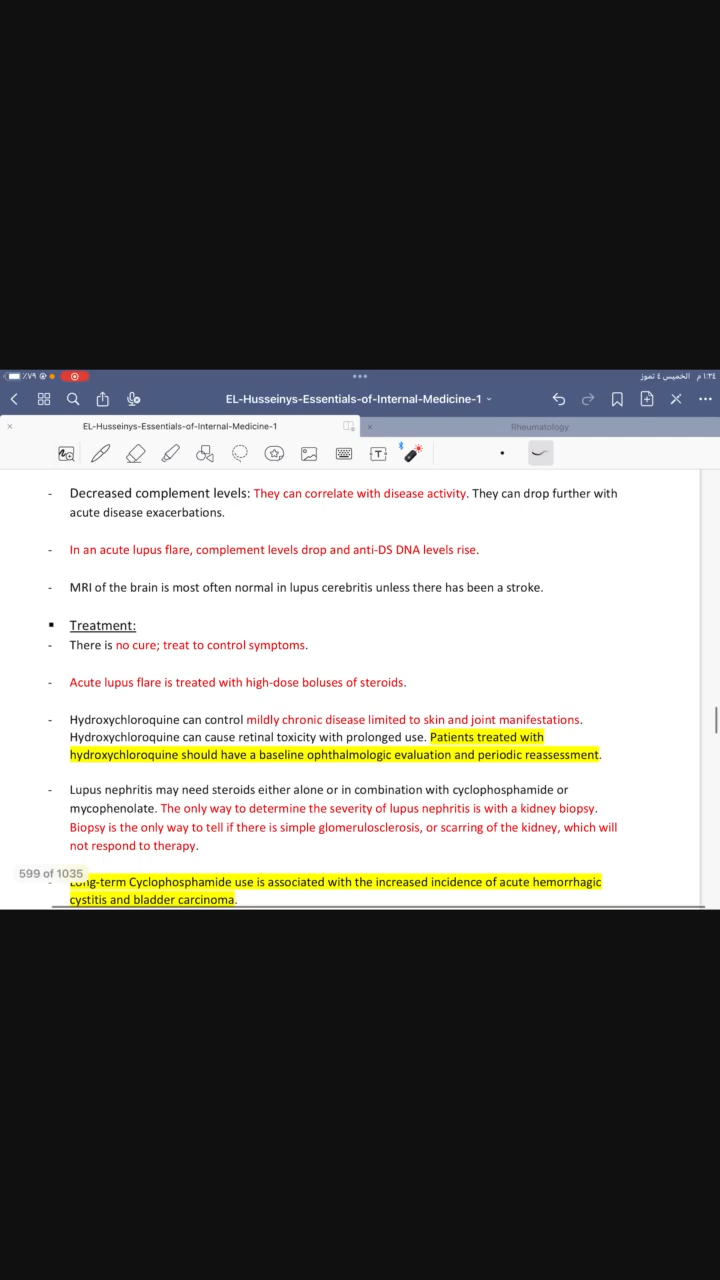 ٪٧٩
١:٣٤ م الخميس ٤ تموز
EL-Husseinys-Essentials-of-Internal-Medicine-1
EL-Husseinys-Essentials-of-Internal-Medicine-1
Rheumatology
T
- Decreased complement levels: They can correlate with disease activity. They can drop further with
acute disease exacerbations.
- In an acute lupus flare, complement levels drop and anti-DS DNA levels rise.
- MRI of the brain is most often normal in lupus cerebritis unless there has been a stroke.
▪ Treatment:
- There is no cure; treat to control symptoms.
- Acute lupus flare is treated with high-dose boluses of steroids.
- Hydroxychloroquine can control mildly chronic disease limited to skin and joint manifestations.
Hydroxychloroquine can cause retinal toxicity with prolonged use. Patients treated with
hydroxychloroquine should have a baseline ophthalmologic evaluation and periodic reassessment.
- Lupus nephritis may need steroids either alone or in combination with cyclophosphamide or
mycophenolate. The only way to determine the severity of lupus nephritis is with a kidney biopsy.
Biopsy is the only way to tell if there is simple glomerulosclerosis, or scarring of the kidney, which will
not respond to therapy.
599 of 1035
- Long-term Cyclophosphamide use is associated with the increased incidence of acute hemorrhagic
cystitis and bladder carcinoma.